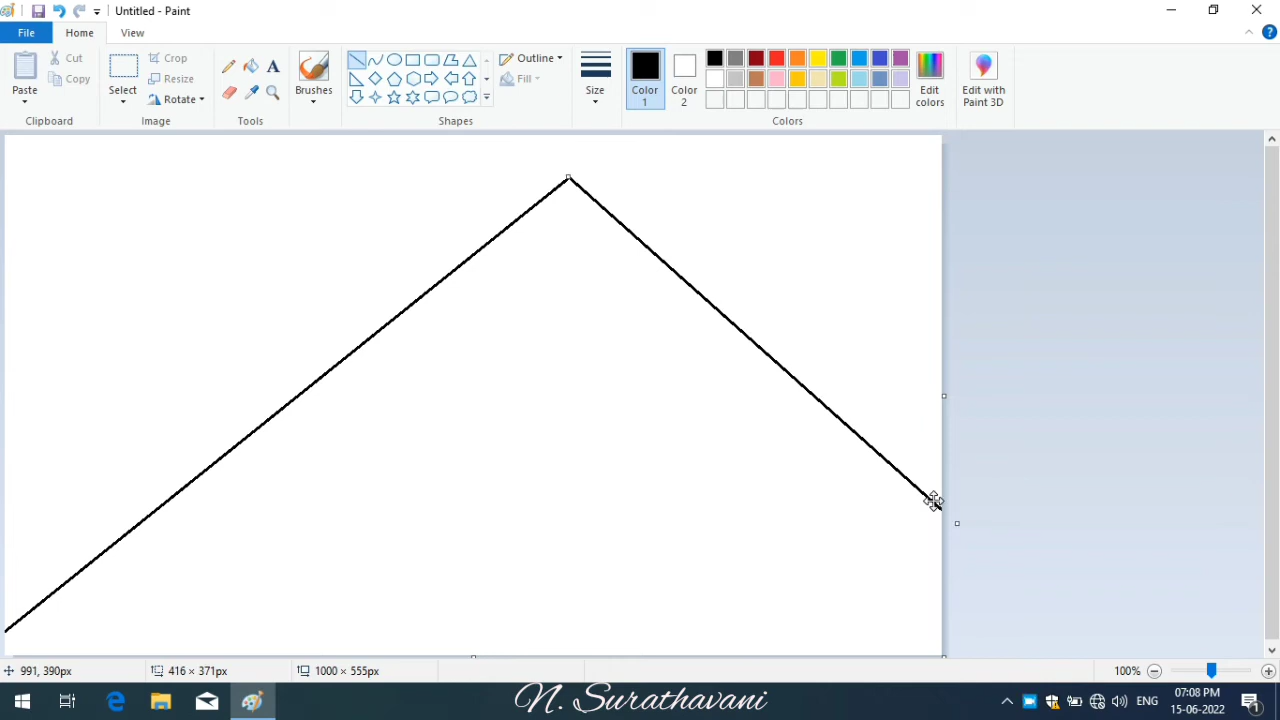 Untitled - Paint
File Home View
Paste
Cut
Copy
Clipboard
Select
Crop
Resize
Rotate
Image
A
Tools
Brushes
Outline
Fill
Shapes
Size
Color 1
Color 2
Edit colors
Colors
Edit with Paint 3D
991, 390px 416 × 371px 1000 × 555px 100%
N. Surathavani
ENG
07:08 PM
15-06-2022
1